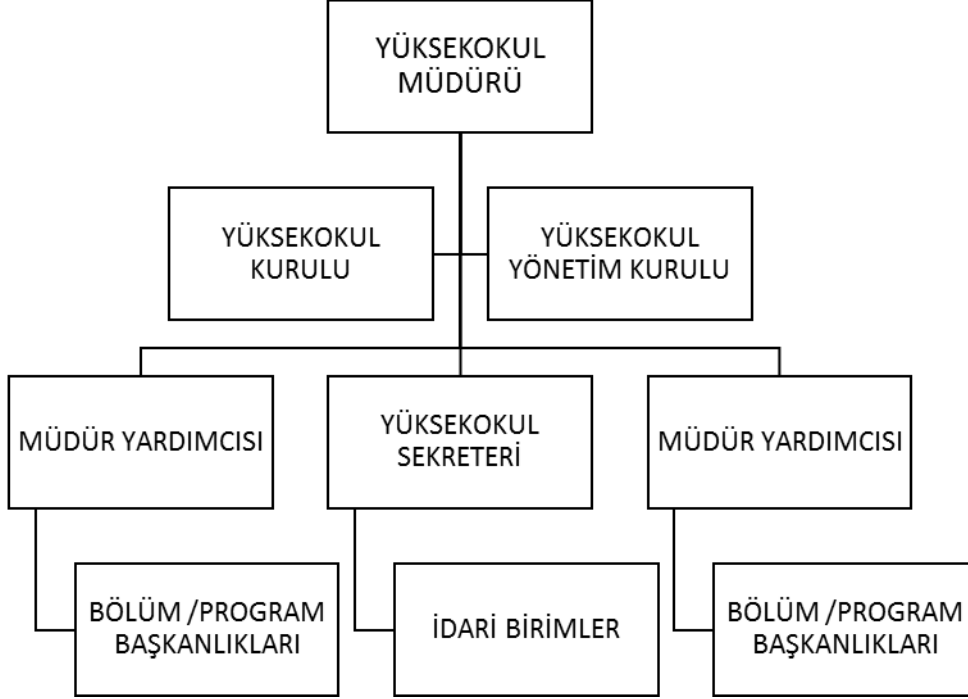 YÜKSEKOKUL
MÜDÜRÜ
YÜKSEKOKUL
KURULU
YÜKSEKOKUL
YÖNETİM KURULU
MÜDÜR YARDIMCISI
YÜKSEKOKUL
SEKRETERİ
MÜDÜR YARDIMCISI
BÖLÜM /PROGRAM
BAŞKANLIKLARI
İDARİ BİRİMLER
BÖLÜM /PROGRAM
BAŞKANLIKLARI